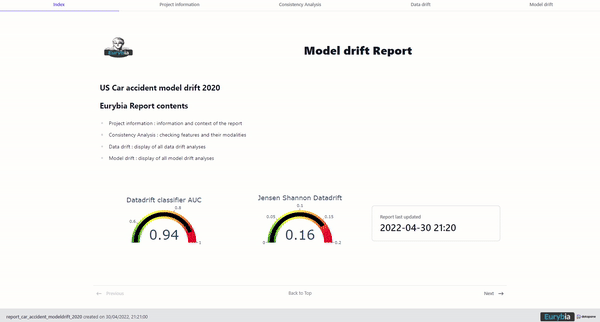 Index
Project information
Consistency Analysis
Data drift
Model drift
Eurybia
Model drift Report
US Car accident model drift 2020
Eurybia Report contents
Project information : information and context of the report
Consistency Analysis : checking features and their modalities
Data drift : display of all data drift analyses
Model drift : display of all model drift analyses
Datadrift classifier AUC
0.6
0.8
1
0.94
Jensen Shannon Datadrift
0
0.05
0.1
0.15
0.2
0.16
Report last updated
2022-04-30 21:20
← Previous
Back to Top
Next →
report_car_accident_modeldrift_2020 created on 30/04/2022, 21:21:00
Eurybia
datapane